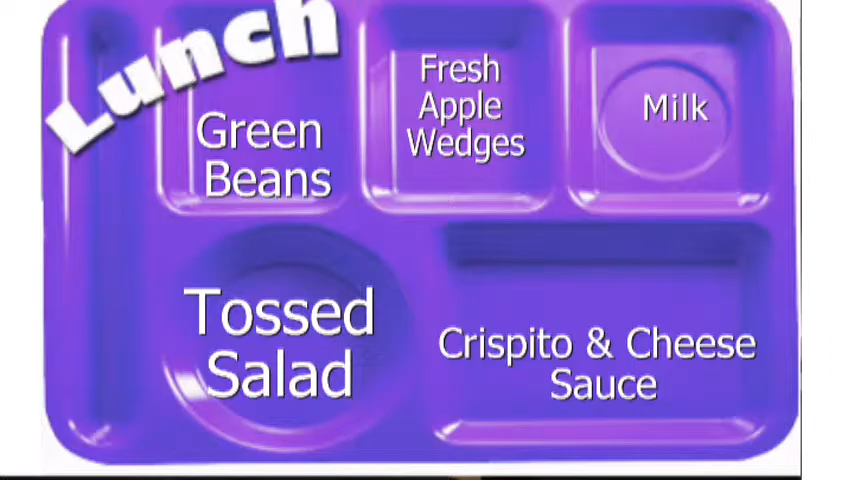 Lunch
Green
Beans
Fresh
Apple
Wedges
Milk
Tossed
Salad
Crispito & Cheese
Sauce